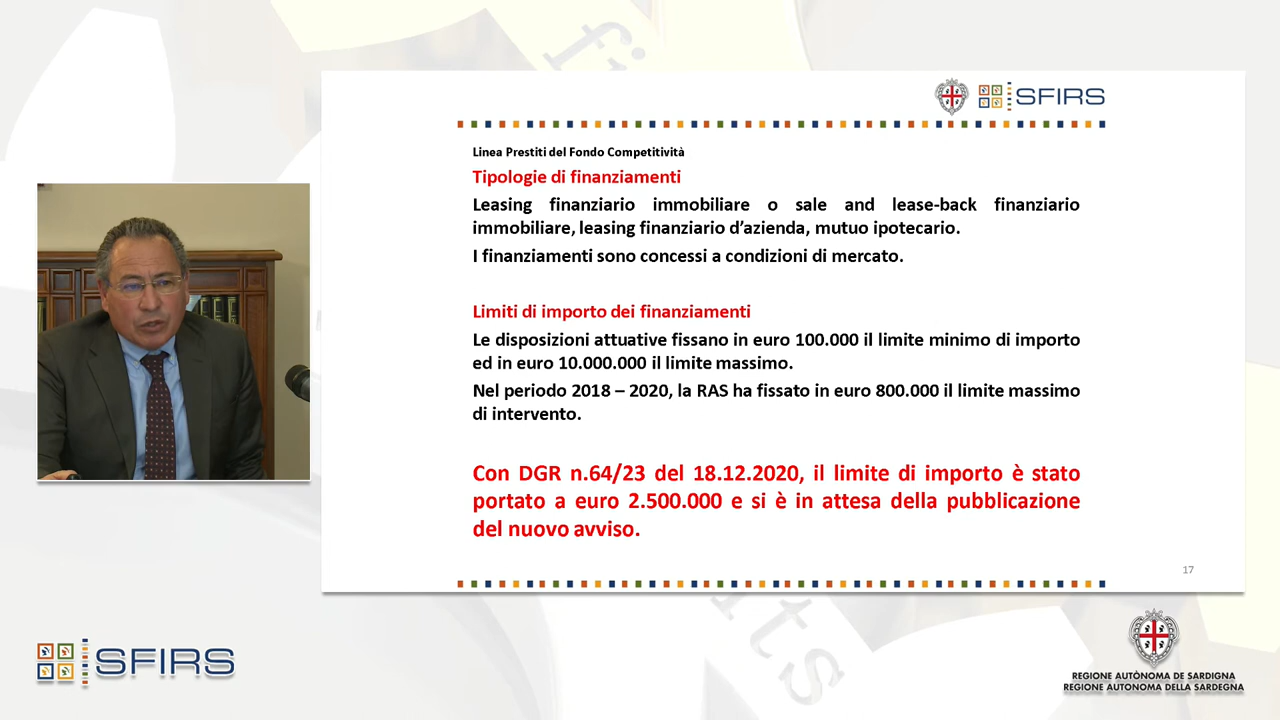 fits
SFIRS
Linea Prestiti del Fondo Competitività
Tipologie di finanziamenti
Leasing finanziario immobiliare o sale and lease-back finanziario
immobiliare, leasing finanziario d'azienda, mutuo ipotecario.
I finanziamenti sono concessi a condizioni di mercato.
Limiti di importo dei finanziamenti
Le disposizioni attuative fissano in euro 100.000 il limite minimo di importo
ed in euro 10.000.000 il limite massimo.
Nel periodo 2018 – 2020, la RAS ha fissato in euro 800.000 il limite massimo
di intervento.
Con DGR n.64/23 del 18.12.2020, il limite di importo è stato
portato a euro 2.500.000 e si è in attesa della pubblicazione
del nuovo avviso.
17
SFIRS
REGIONE AUTÒNOMA DE SARDIGNA
REGIONE AUTONOMA DELLA SARDEGNA